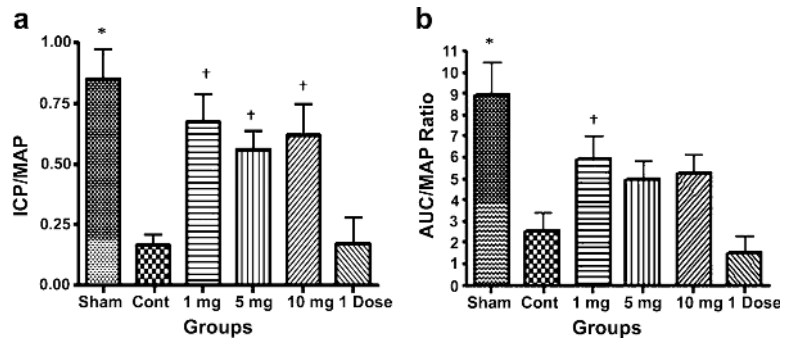 a
ICP/MAP
1.00
0.75
0.50
0.25
0.00
*
†
†
†
Sham Cont 1 mg 5 mg 10 mg 1 Dose
Groups
b
AUC/MAP Ratio
11
10
9
8
7
6
5
4
3
2
1
0
*
†
Sham Cont 1 mg 5 mg 10 mg 1 Dose
Groups